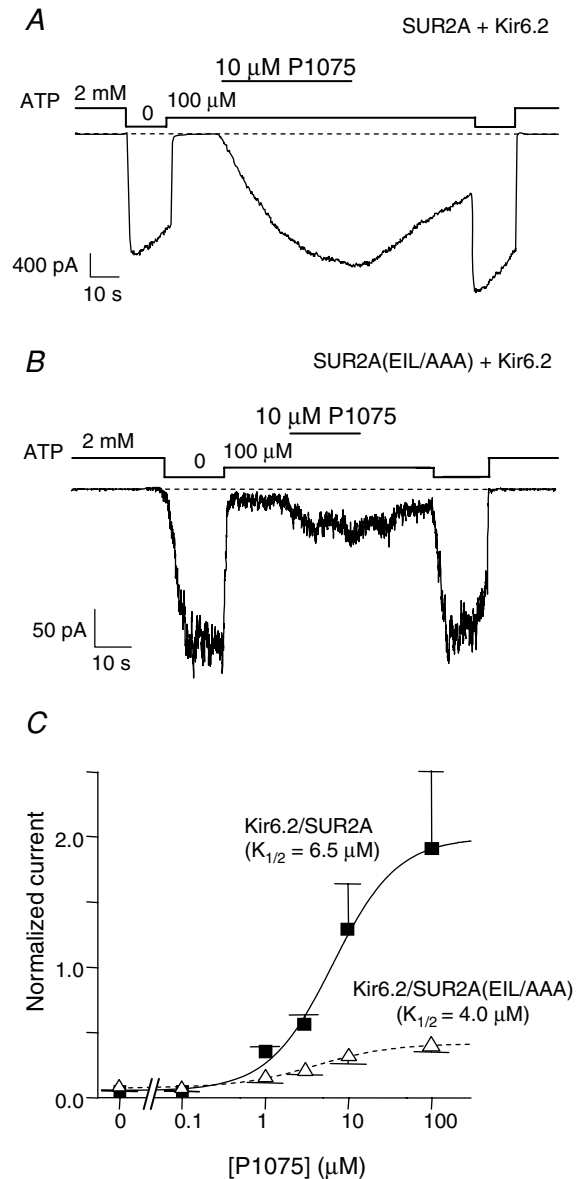 A
SUR2A + Kir6.2
10 µM P1075
ATP 2 mM 0 100 µM
400 pA
10 s
B
SUR2A(EIL/AAA) + Kir6.2
10 µM P1075
ATP 2 mM 0 100 µM
50 pA
10 s
C
Normalized current
2.0
1.0
0.0
Kir6.2/SUR2A
(K1/2 = 6.5 µM)
Kir6.2/SUR2A(EIL/AAA)
(K1/2 = 4.0 µM)
0 0.1 1 10 100
[P1075] (µM)